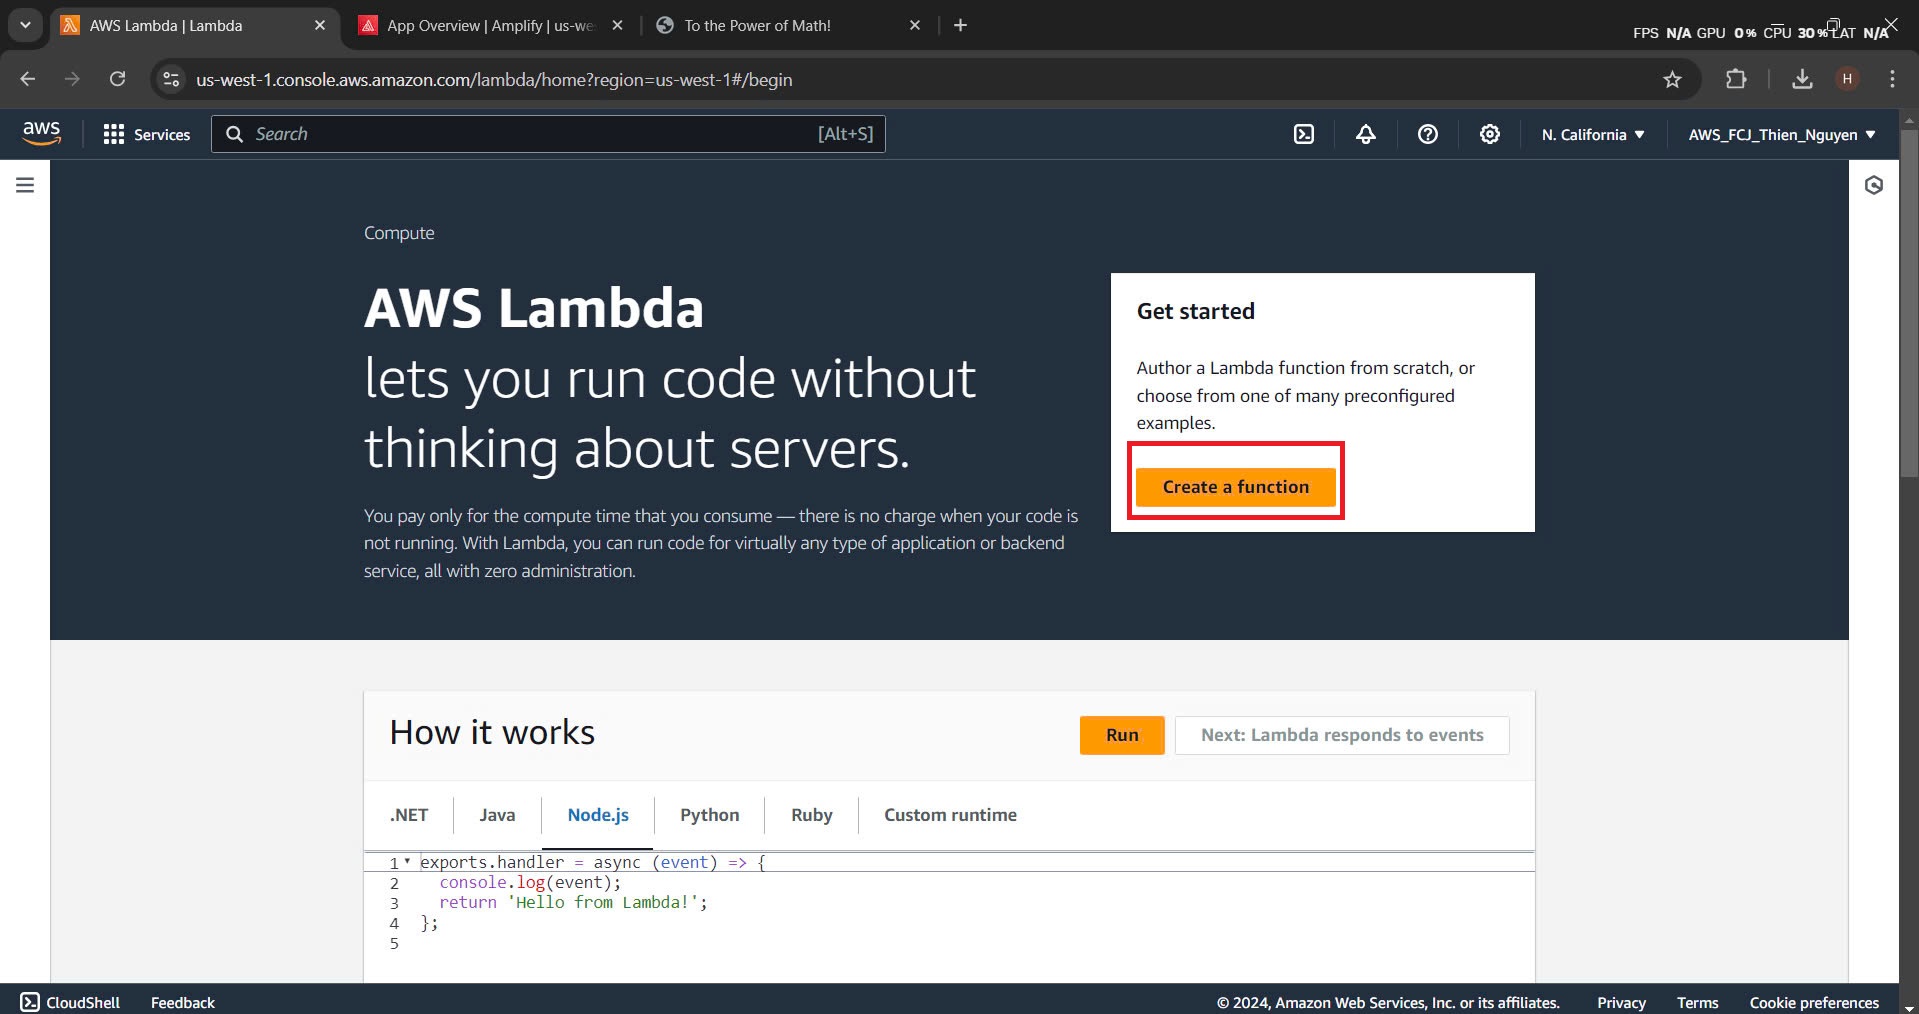 AWS Lambda | Lambda
App Overview | Amplify | us-we
To the Power of Math!
FPS N/A GPU 0% CPU 30% LAT N/A
us-west-1.console.aws.amazon.com/lambda/home?region=us-west-1#/begin
H
aws
Services
Search
[Alt+S]
N. California
AWS_FCJ_Thien_Nguyen
Compute
AWS Lambda
lets you run code without
thinking about servers.
You pay only for the compute time that you consume — there is no charge when your code is
not running. With Lambda, you can run code for virtually any type of application or backend
service, all with zero administration.
Get started
Author a Lambda function from scratch, or
choose from one of many preconfigured
examples.
Create a function
How it works
Run
Next: Lambda responds to events
.NET
Java
Node.js
Python
Ruby
Custom runtime
1 exports.handler = async (event) => {
2 console.log(event);
3 return 'Hello from Lambda!';
4 };
5
CloudShell
Feedback
© 2024, Amazon Web Services, Inc. or its affiliates.
Privacy
Terms
Cookie preferences